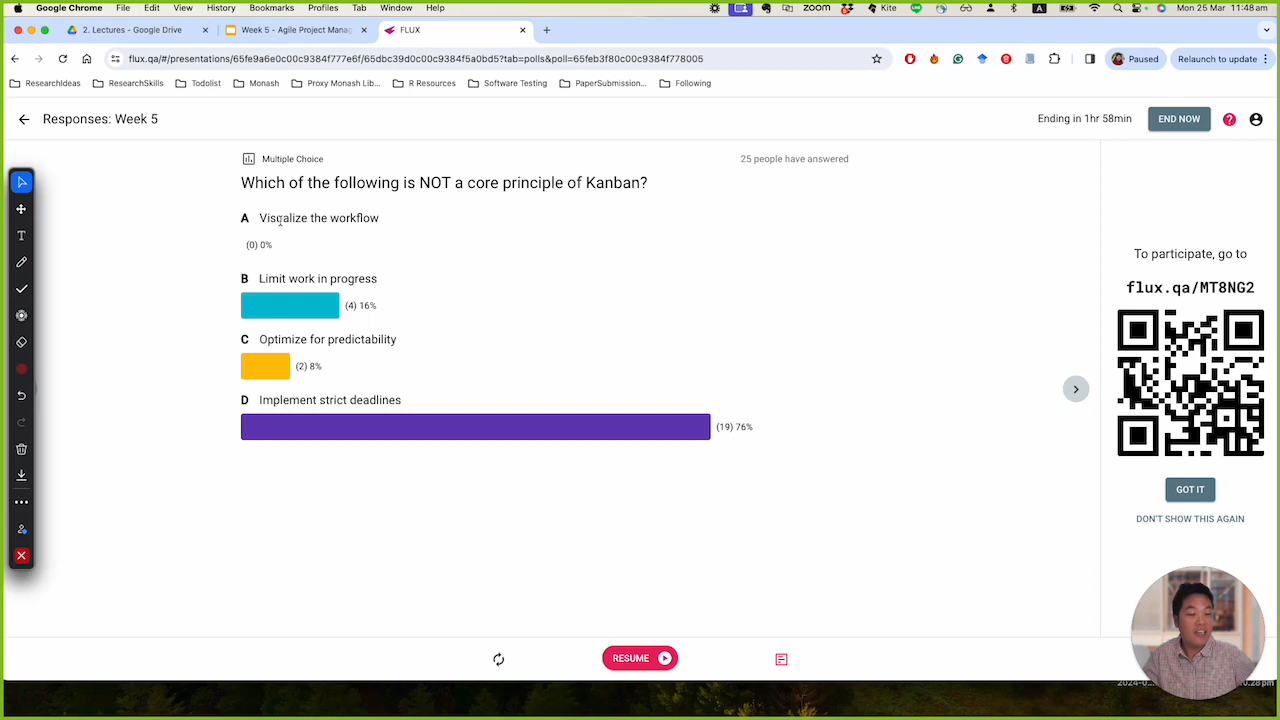 Google Chrome File Edit View History Bookmarks Profiles Tab Window Help zoom Kite A Mon 25 Mar 11:48 am
2. Lectures - Google Drive Week 5 - Agile Project Mana FLUX
flux.qa/#/presentations/65fe9a6e0c00c9384f777e6f/65dbc39d0c00c9384f5a0bd5?tab=polls&poll=65feb3f80c00c9384f778005 Paused Relaunch to update
ResearchIdeas ResearchSkills Todolist Monash Proxy Monash Lib... R Resources Software Testing PaperSubmission... Following
Responses: Week 5 Ending in 1hr 58min END NOW ?
Multiple Choice 25 people have answered
Which of the following is NOT a core principle of Kanban?
A Visualize the workflow
(0) 0%
B Limit work in progress
(4) 16%
C Optimize for predictability
(2) 8%
D Implement strict deadlines
(19) 76%
To participate, go to
flux.qa/MT8NG2
GOT IT
DON'T SHOW THIS AGAIN
T
RESUME